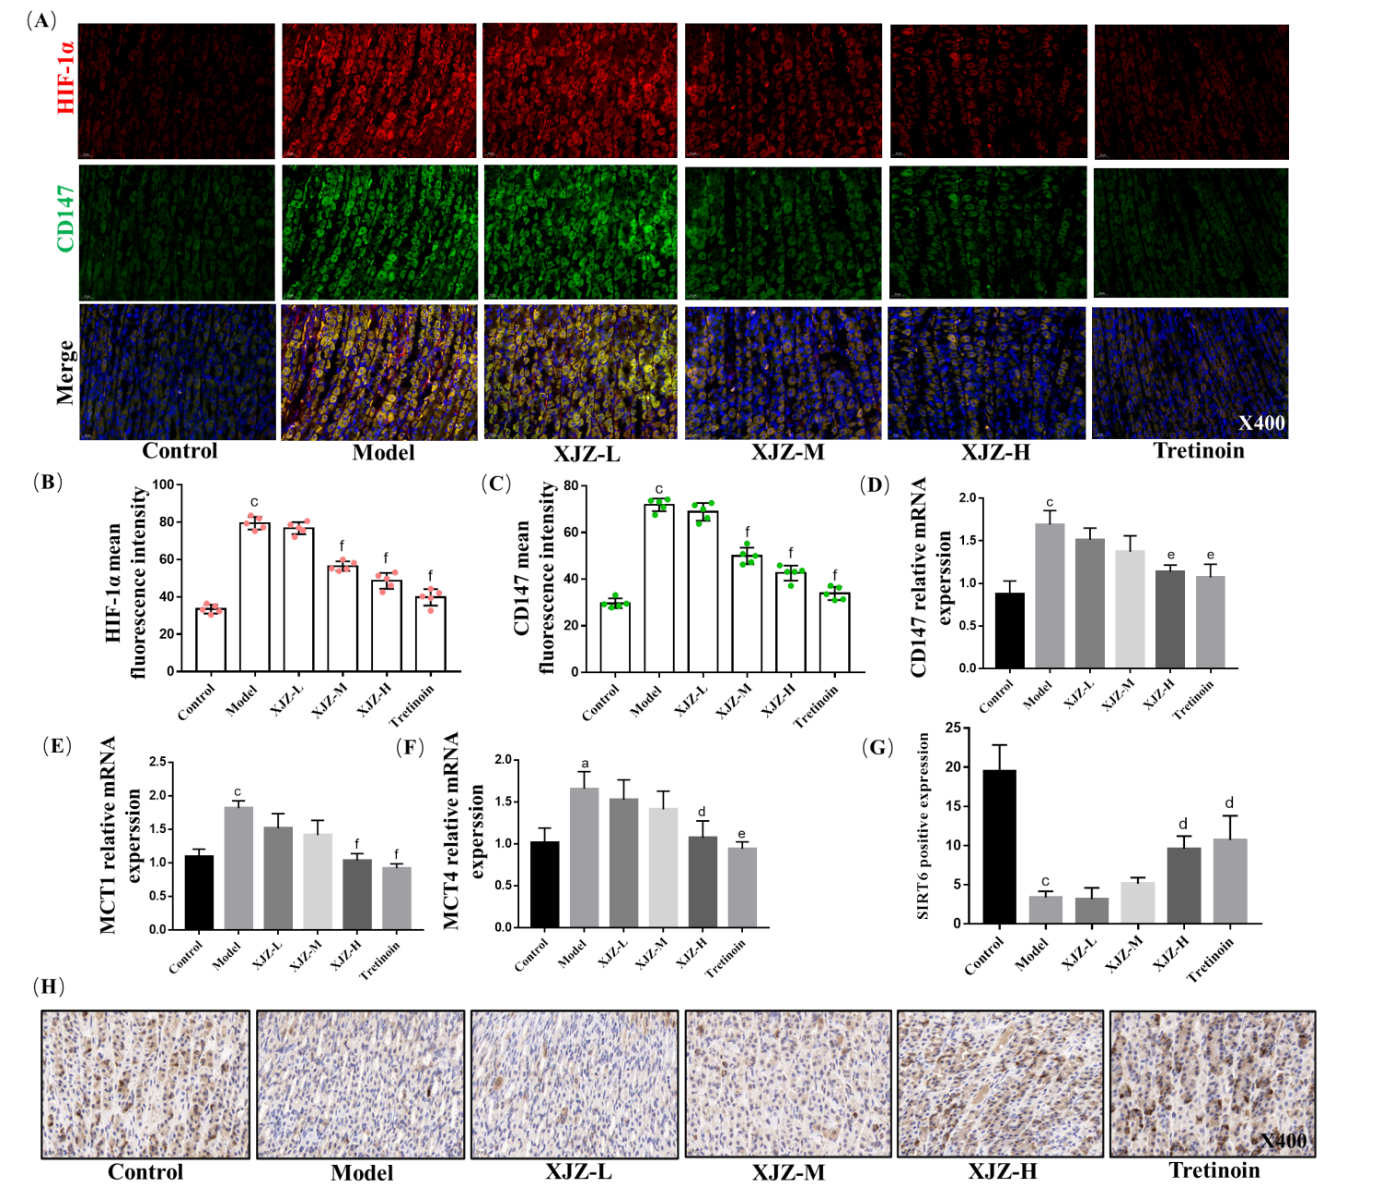 (A)
HIF-1α
CD147
Merge
X400
Control Model XJZ-L XJZ-M XJZ-H Tretinoin
(B)
HIF-1α mean
fluorescence intensity
100
80
60
40
20
0
c
f
f
f
Control Model XJZ-L XJZ-M XJZ-H Tretinoin
(C)
CD147 mean
fluorescence intensity
80
60
40
20
0
c
f
f
f
Control Model XJZ-L XJZ-M XJZ-H Tretinoin
(D)
CD147 relative mRNA
experssion
2.0
1.5
1.0
0.5
0.0
c
e
e
Control Model XJZ-L XJZ-M XJZ-H Tretinoin
(E)
MCT1 relative mRNA
experssion
2.5
2.0
1.5
1.0
0.5
0.0
c
f
f
Control Model XJZ-L XJZ-M XJZ-H Tretinoin
(F)
MCT4 relative mRNA
experssion
2.0
1.5
1.0
0.5
0.0
a
d
e
Control Model XJZ-L XJZ-M XJZ-H Tretinoin
(G)
SIRT6 positive expression
25
20
15
10
5
0
c
d
d
Control Model XJZ-L XJZ-M XJZ-H Tretinoin
(H)
X400
Control Model XJZ-L XJZ-M XJZ-H Tretinoin